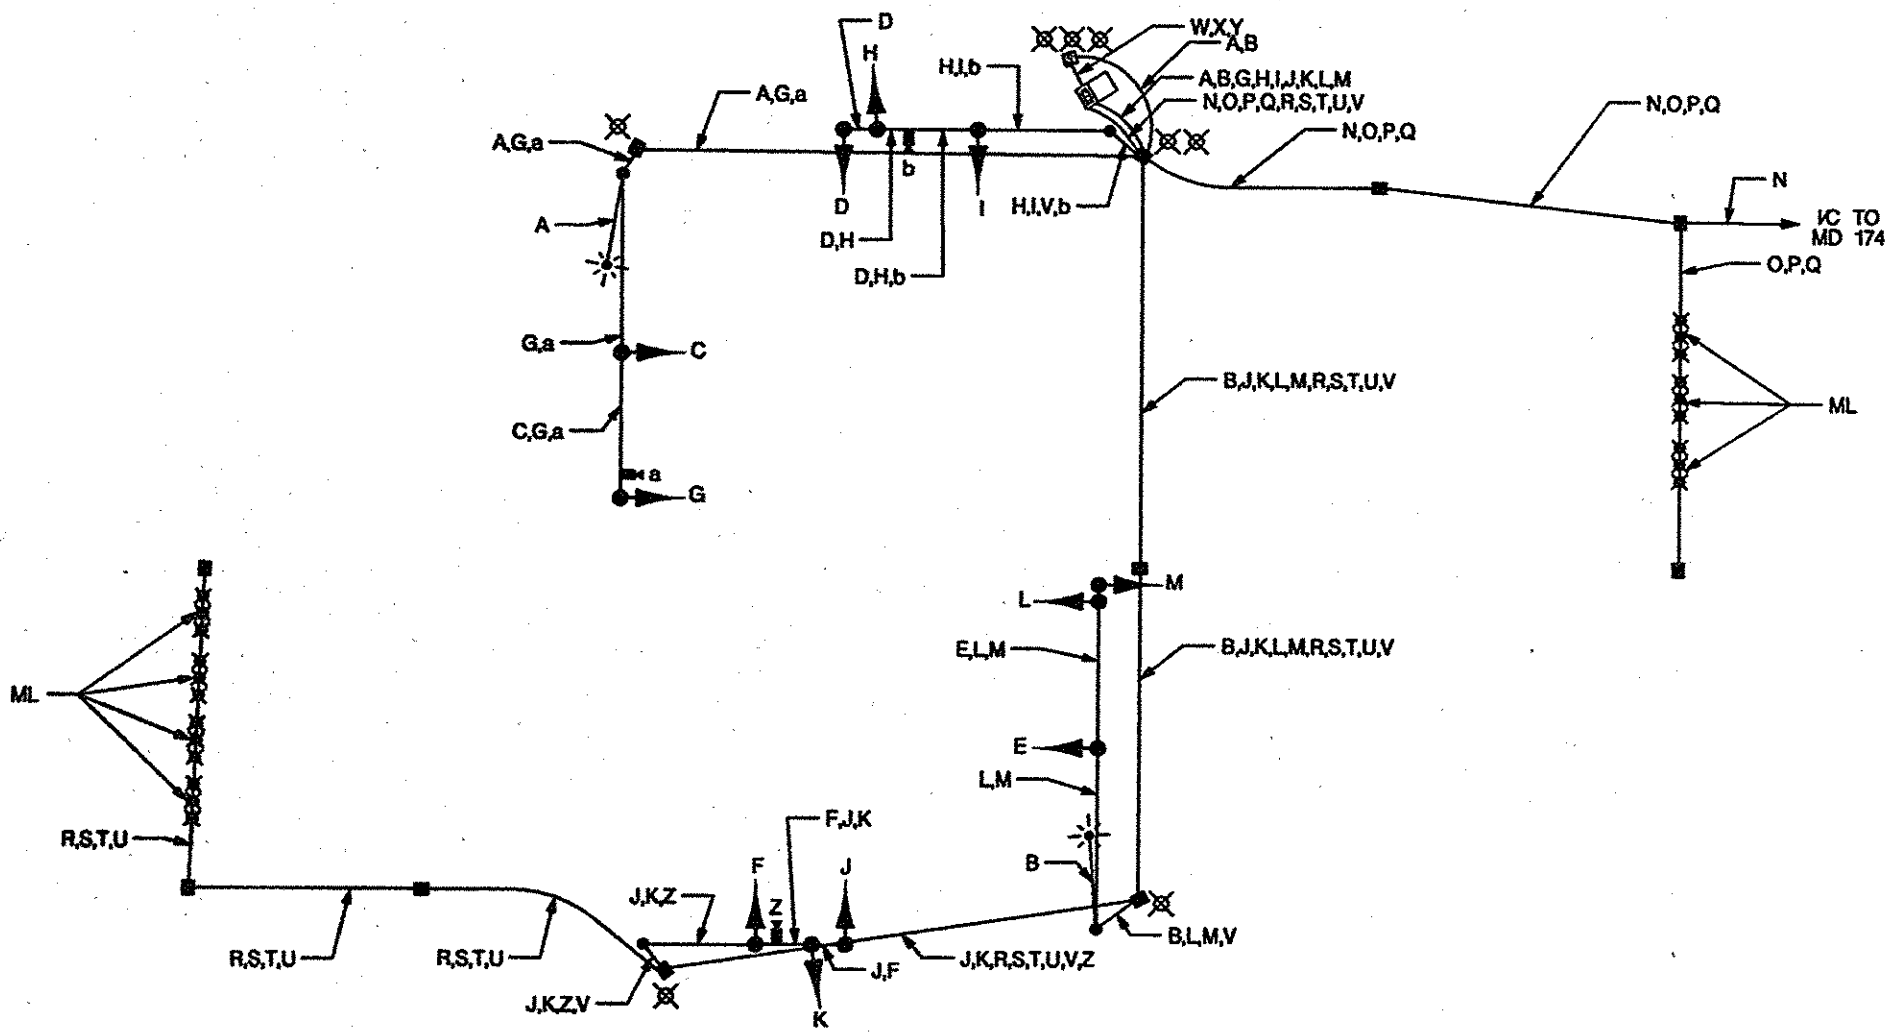 D
W,X,Y
A,B
H
H,I,b
A,B,G,H,I,J,K,L,M
N,O,P,Q,R,S,T,U,V
A,G,a
N,O,P,Q
N,O,P,Q
A,G,a
b
N
D
I
H,I,V,b
A
I/C TO
MD 174
D,H
D,H,b
O,P,Q
G,a
C
B,J,K,L,M,R,S,T,U,V
ML
C,G,a
a
G
M
L
E,L,M
B,J,K,L,M,R,S,T,U,V
ML
E
L,M
R,S,T,U
F,J,K
F
J
B
J,K,Z
Z
B,L,M,V
R,S,T,U
R,S,T,U
J,F
J,K,R,S,T,U,V,Z
J,K,Z,V
K